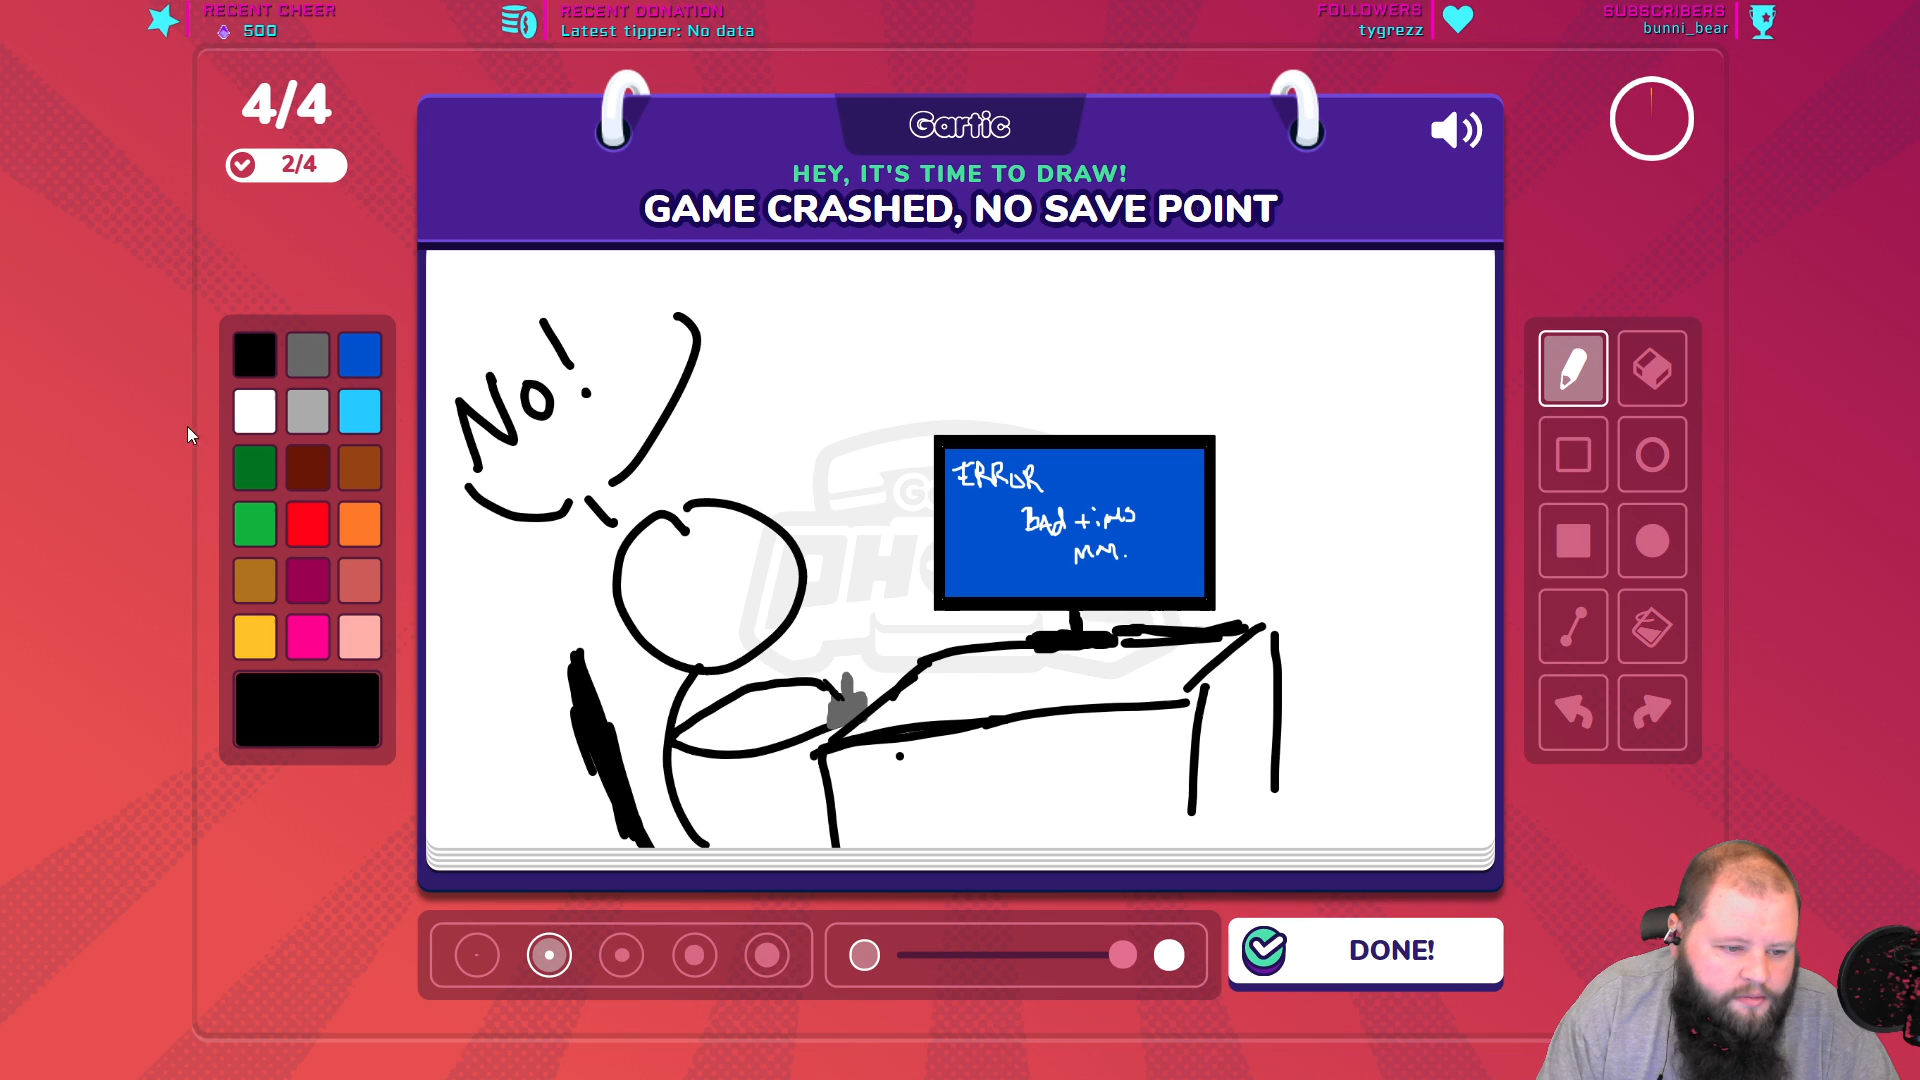 RECENT CHEER
500
RECENT DONATION
Latest tipper: No data
FOLLOWERS
tygrezz
SUBSCRIBERS
bunni_bear
4/4
2/4
Gartic
HEY, IT'S TIME TO DRAW!
GAME CRASHED, NO SAVE POINT
No!
ERROR
BAd
DONE!